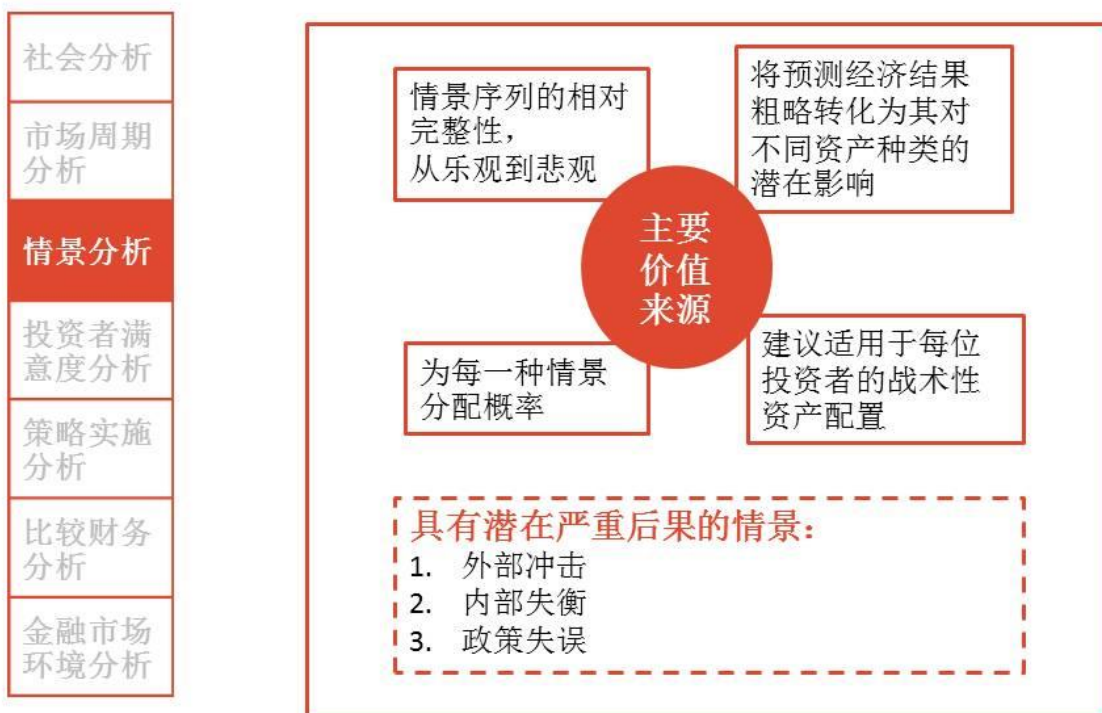 社会分析
市场周期
分析
情景分析
投资者满
意度分析
策略实施
分析
比较财务
分析
金融市场
环境分析
情景序列的相对
完整性，
从乐观到悲观
将预测经济结果
粗略转化为其对
不同资产种类的
潜在影响
主要
价值
来源
为每一种情景
分配概率
建议适用于每位
投资者的战术性
资产配置
具有潜在严重后果的情景：
1. 外部冲击
2. 内部失衡
3. 政策失误